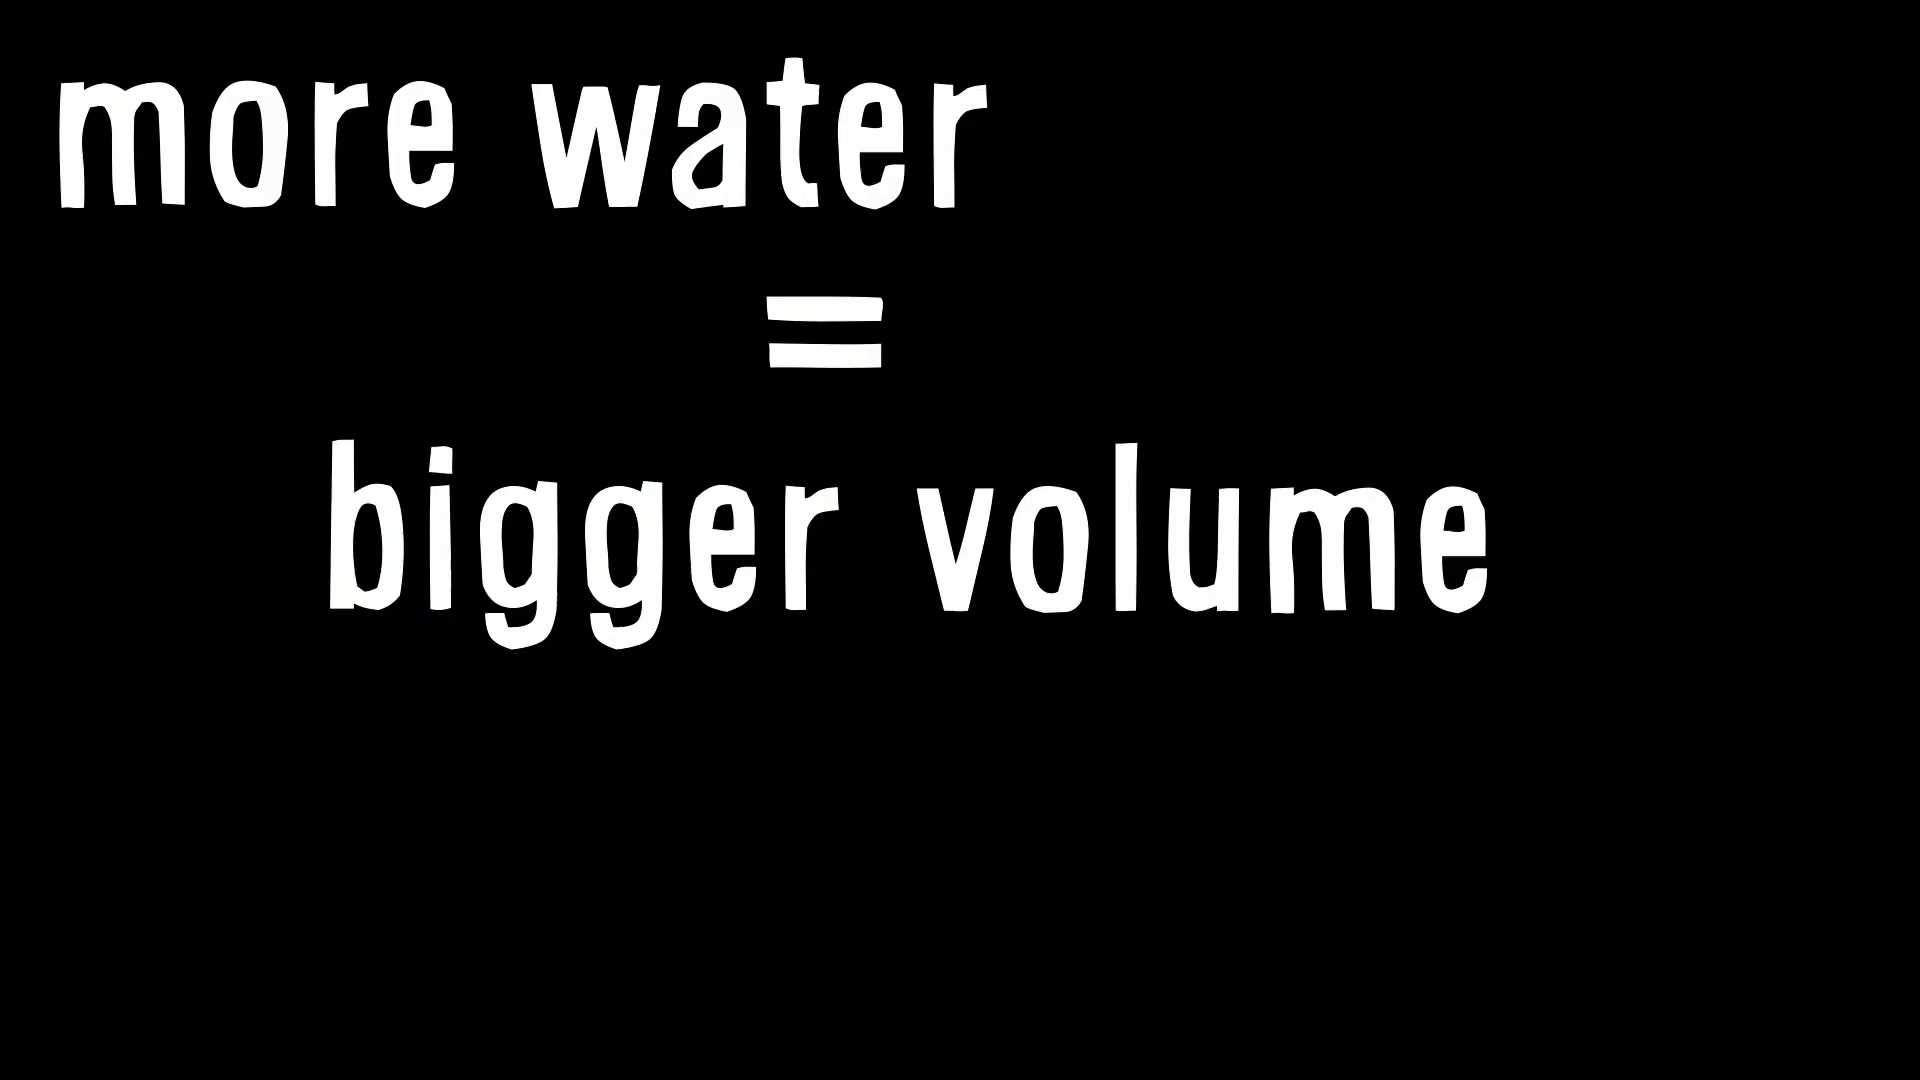 more water
=
bigger volume